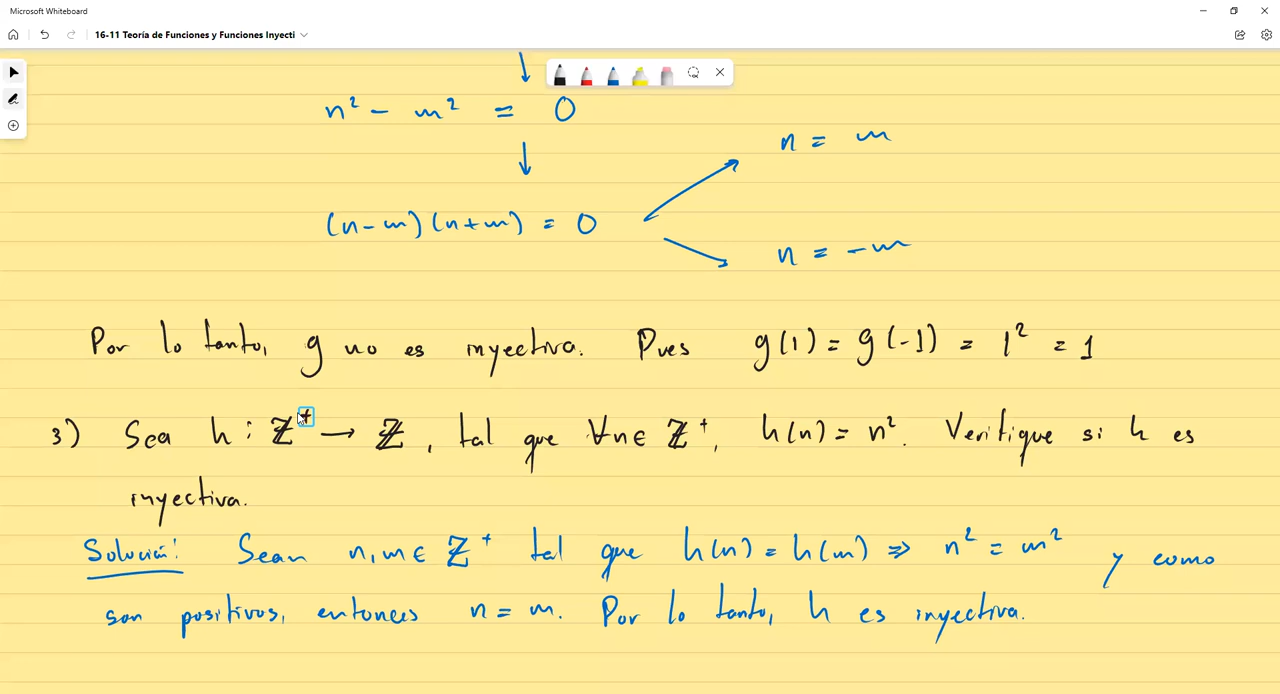 Microsoft Whiteboard
16-11 Teoría de Funciones y Funciones Inyecti
n² - m² = 0
n = m
(n-m)(n+m) = 0
n = -m
Por lo tanto, g no es inyectiva. Pues g(1) = g(-1) = 1² = 1
3) Sea h : ℤ⁺ → ℤ, tal que ∀n∈ ℤ⁺, h(n) = n². Verifique si h es
inyectiva.
Solución: Sean n,m ∈ ℤ⁺ tal que h(n) = h(m) ⇒ n² = m² y como
son positivos, entonces n = m. Por lo tanto, h es inyectiva.